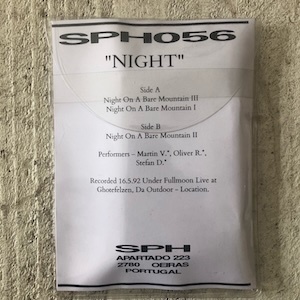 SPH056
"NIGHT"
Side A
Night On A Bare Mountain III
Night On A Bare Mountain I
Side B
Night On A Bare Mountain II
Performers – Martin V.*, Oliver R.*,
Stefan D.*
Recorded 16.5.92 Under Fullmoon Live at
Ghostfelzen, Da Outdoor – Location.
SPH
APARTADO 223
2780 OEIRAS
PORTUGAL